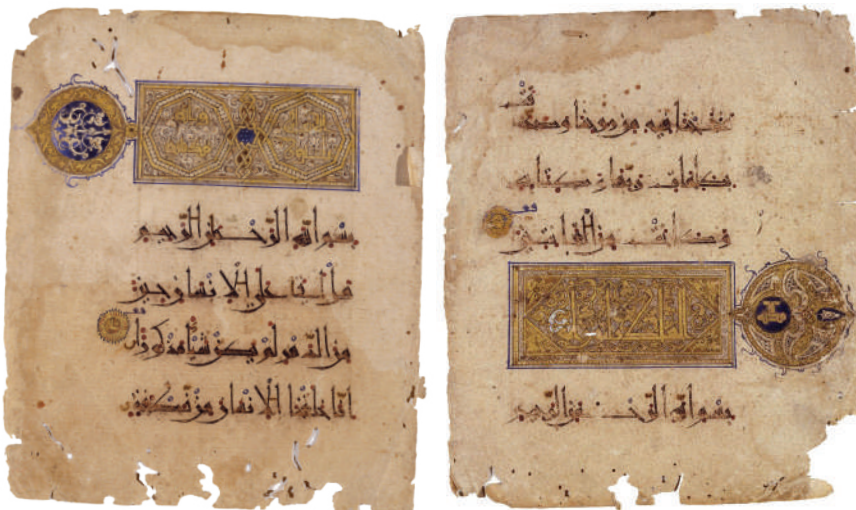 فنفخنا فيه من روحنا وصدقت
بكلمات ربها وكتابه
وكانت من القانتين
بسم الله الرحمن الرحيم
بسم الله الرحمن الرحيم
هل أتى على الإنسان حين
من الدهر لم يكن شيئا مذكورا
إنا خلقنا الإنسان من نطفة